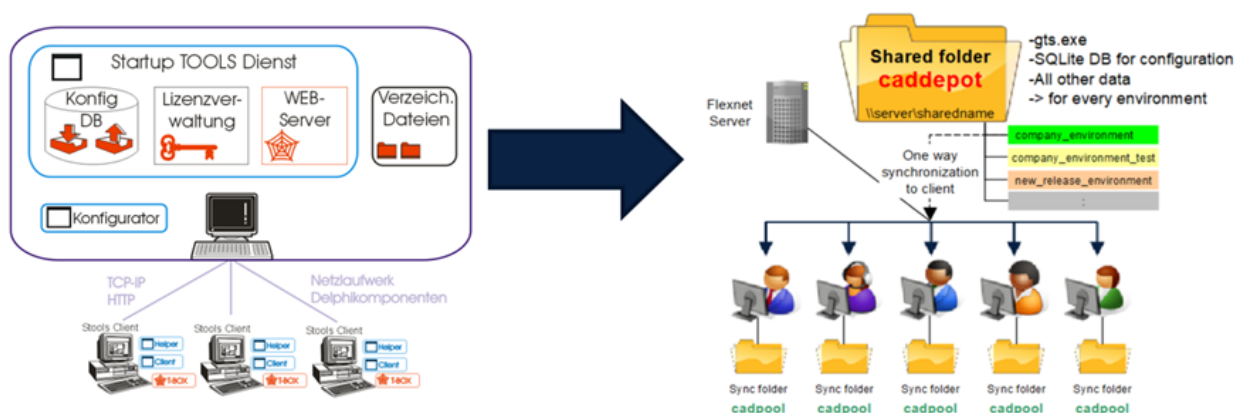 Startup TOOLS Dienst
Konfig
DB
Lizenzver-
waltung
WEB-
Server
Verzeich.
Dateien
Konfigurator
TCP-IP
HTTP
Netzlaufwerk
Delphikomponenten
Stools Client
Stools Client
Stools Client
Helper
Client
T-BOX
Helper
Client
T-BOX
Helper
Client
T-BOX
Flexnet
Server
Shared folder
caddepot
\\server\sharedname
-gts.exe
-SQLite DB for configuration
-All other data
-> for every environment
company_environment
company_environment_test
new_release_environment
:
One way
synchronization
to client
Sync folder
cadpool
Sync folder
cadpool
Sync folder
cadpool
Sync folder
cadpool
Sync folder
cadpool